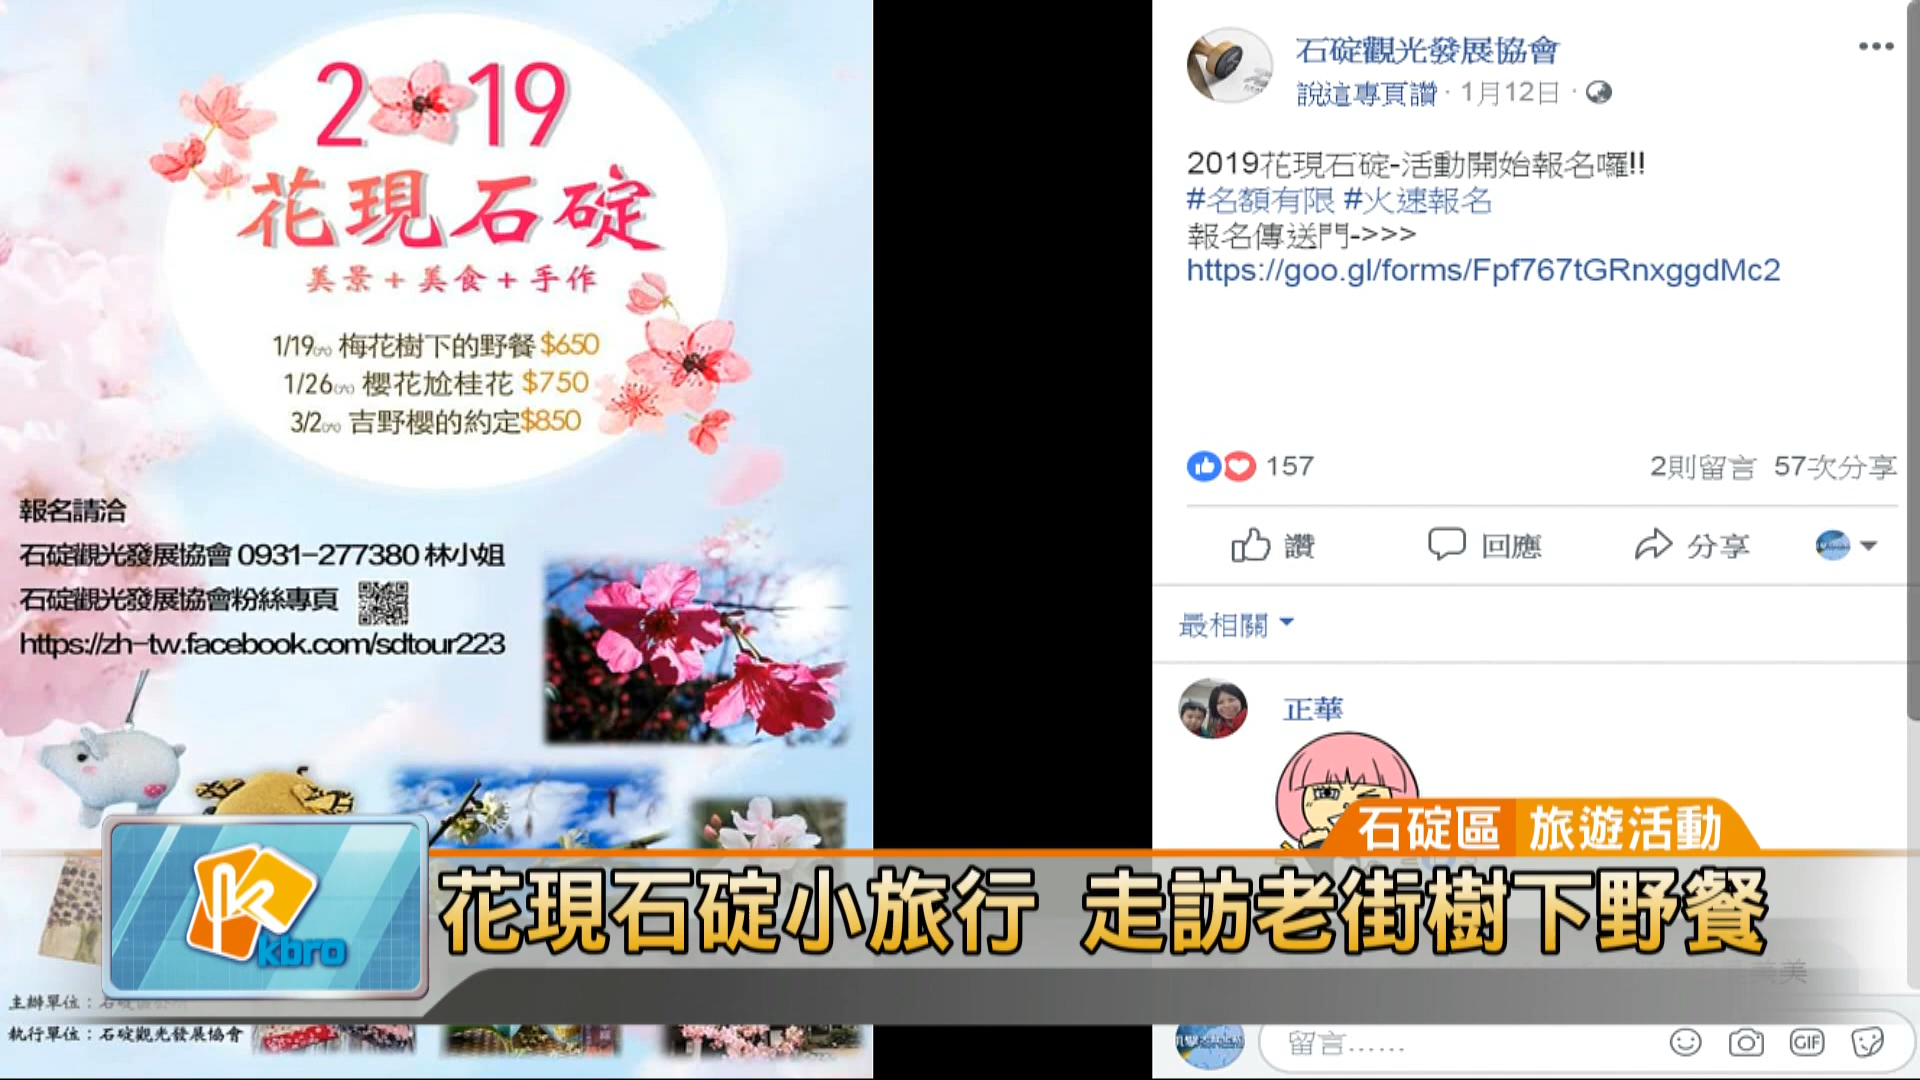 2019
花現石碇
美景+美食+手作
1/19(六) 梅花樹下的野餐 $650
1/26(六) 櫻花尬桂花 $750
3/2(六) 吉野櫻的約定$850
報名請洽
石碇觀光發展協會 0931-277380 林小姐
石碇觀光發展協會粉絲專頁
https://zh-tw.facebook.com/sdtour223
主辦單位：石碇區公所
執行單位：石碇觀光發展協會
石碇觀光發展協會
說這專頁讚 · 1月12日 ·
2019花現石碇-活動開始報名囉!!
#名額有限 #火速報名
報名傳送門->>>
https://goo.gl/forms/Fpf767tGRnxggdMc2
157
2則留言 57次分享
讚 回應 分享
最相關
正華
石碇區 旅遊活動
kbro
花現石碇小旅行 走訪老街樹下野餐
留言......
GIF